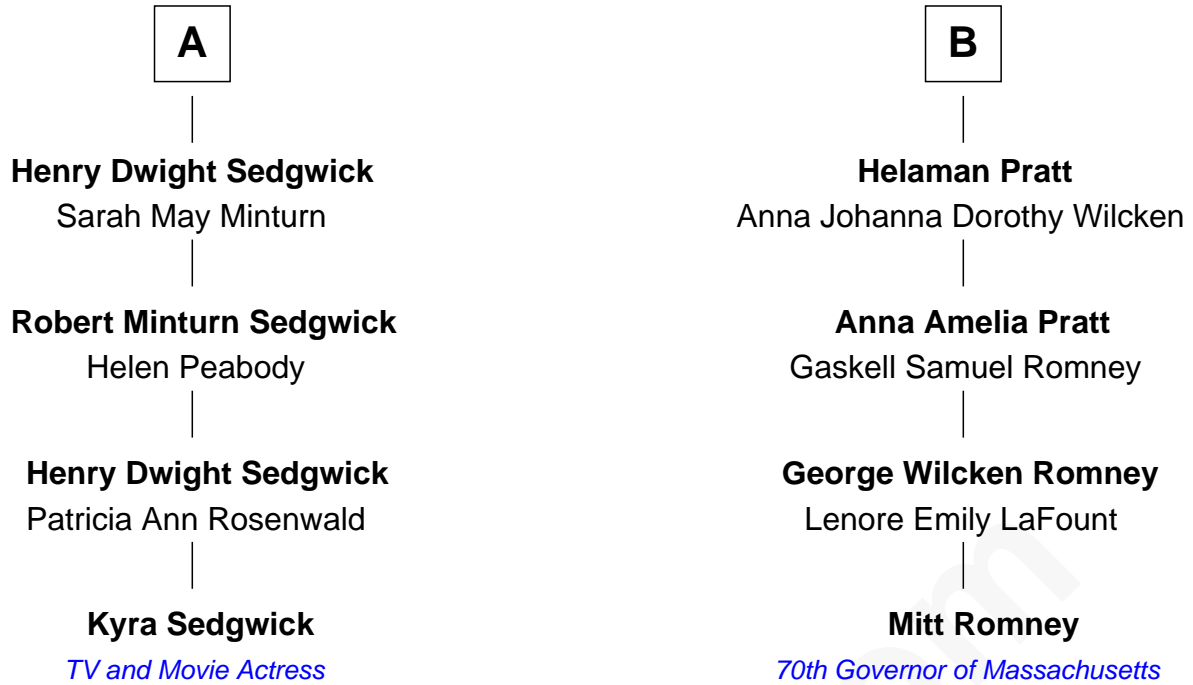 A
Henry Dwight Sedgwick
Sarah May Minturn
Robert Minturn Sedgwick
Helen Peabody
Henry Dwight Sedgwick
Patricia Ann Rosenwald
Kyra Sedgwick
TV and Movie Actress
B
Helaman Pratt
Anna Johanna Dorothy Wilcken
Anna Amelia Pratt
Gaskell Samuel Romney
George Wilcken Romney
Lenore Emily LaFount
Mitt Romney
70th Governor of Massachusetts